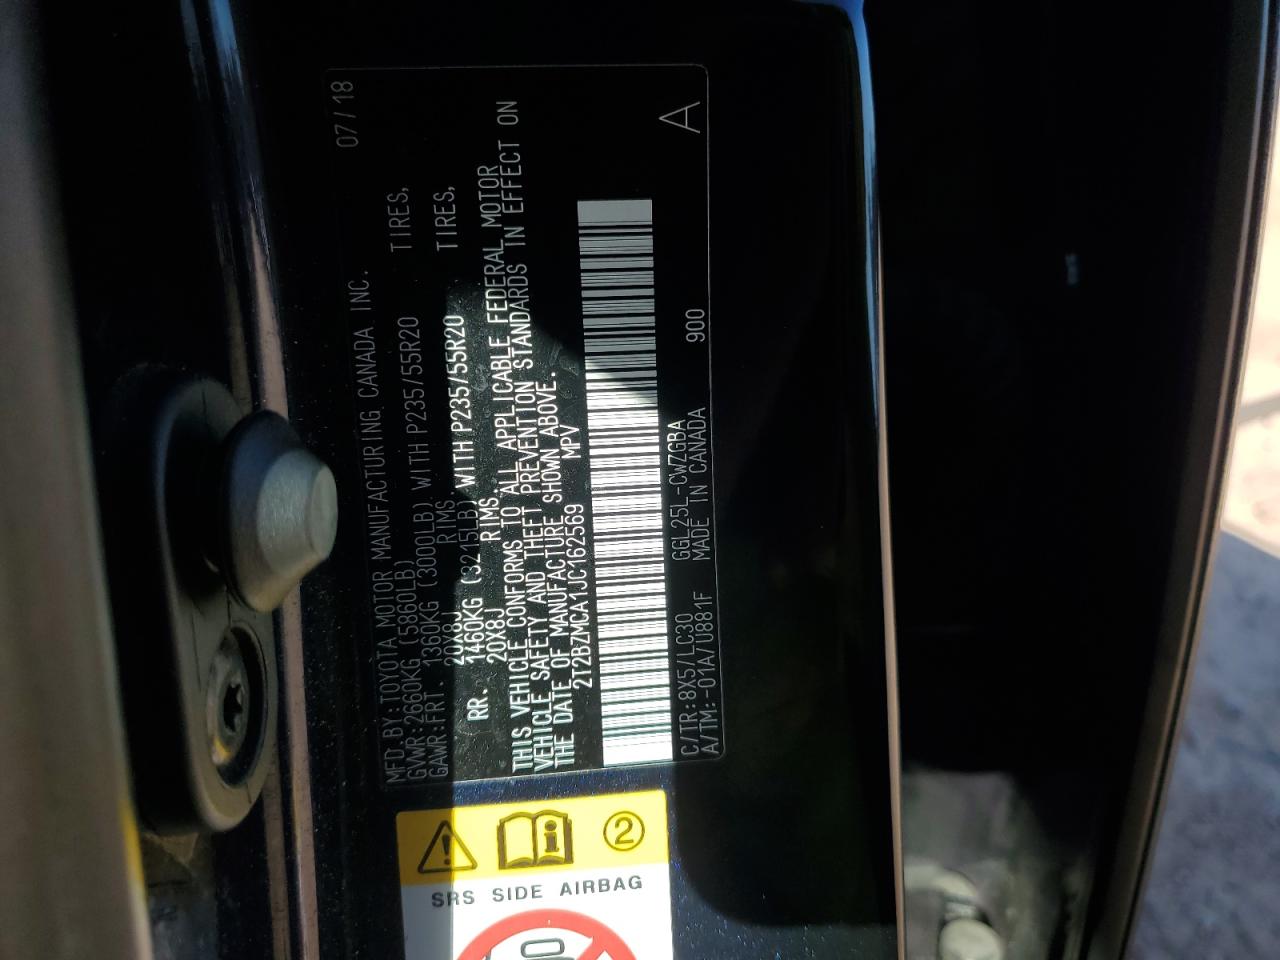 MFD.BY:TOYOTA MOTOR MANUFACTURING CANADA INC. 07/18
GVWR:2660KG (5860LB)
GAWR:FRT. 1360KG (3000LB) WITH P235/55R20 TIRES,
20X8J RIMS
RR. 1460KG (3215LB) WITH P235/55R20 TIRES,
20X8J RIMS.
THIS VEHICLE CONFORMS TO ALL APPLICABLE FEDERAL MOTOR
VEHICLE SAFETY AND THEFT PREVENTION STANDARDS IN EFFECT ON
THE DATE OF MANUFACTURE SHOWN ABOVE.
2T2BZMCA1JC162569 MPV
C/TR:8X5/LC30 GGL25L-CWZGBA
A/TM:-01A/U881F MADE IN CANADA 900 A
2
SRS SIDE AIRBAG